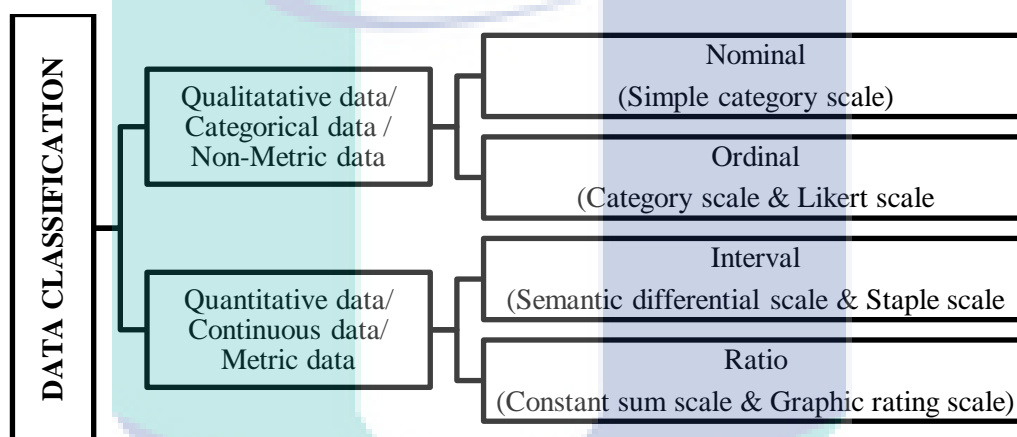 DATA CLASSIFICATION
Qualitatative data/
Categorical data /
Non-Metric data
Nominal
(Simple category scale)
Ordinal
(Category scale & Likert scale
Quantitative data/
Continuous data/
Metric data
Interval
(Semantic differential scale & Staple scale
Ratio
(Constant sum scale & Graphic rating scale)